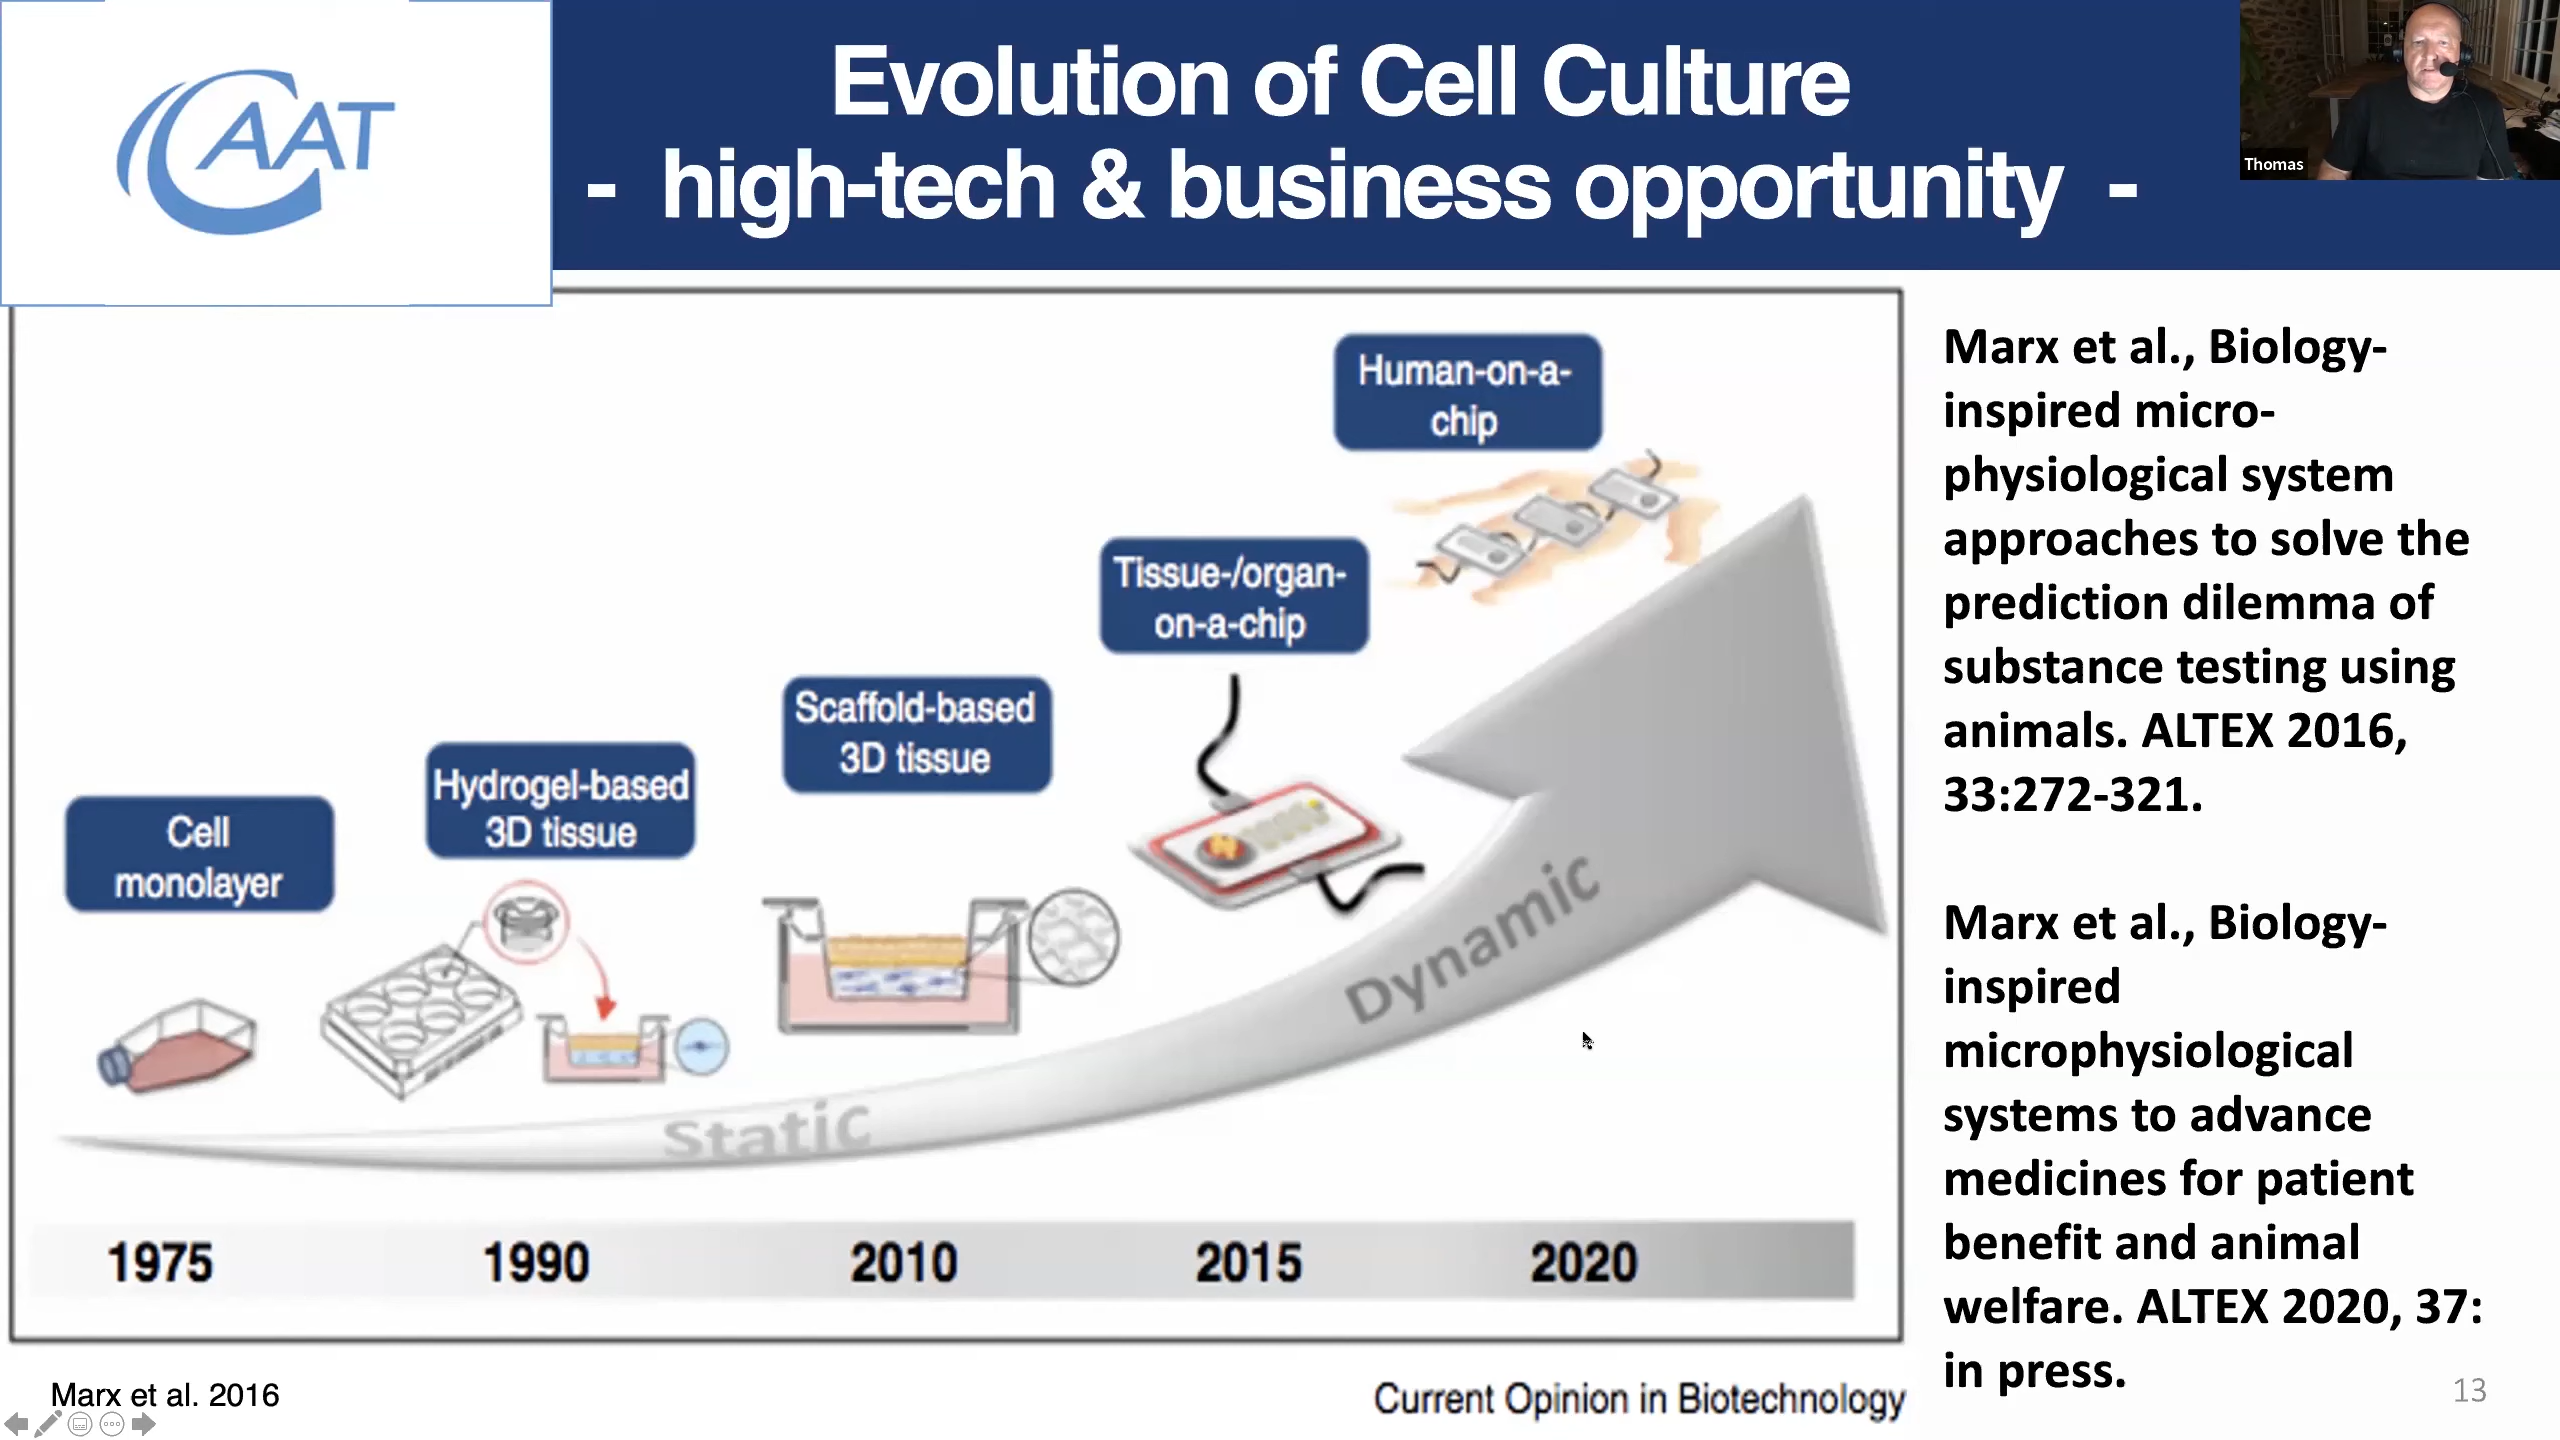 CAAT
Evolution of Cell Culture
- high-tech & business opportunity -
Thomas
Human-on-a-
chip
Tissue-/organ-
on-a-chip
Scaffold-based
3D tissue
Hydrogel-based
3D tissue
Cell
monolayer
Static
Dynamic
1975
1990
2010
2015
2020
Marx et al. 2016
Current Opinion in Biotechnology
Marx et al., Biology-
inspired micro-
physiological system
approaches to solve the
prediction dilemma of
substance testing using
animals. ALTEX 2016,
33:272-321.
Marx et al., Biology-
inspired
microphysiological
systems to advance
medicines for patient
benefit and animal
welfare. ALTEX 2020, 37:
in press.
13